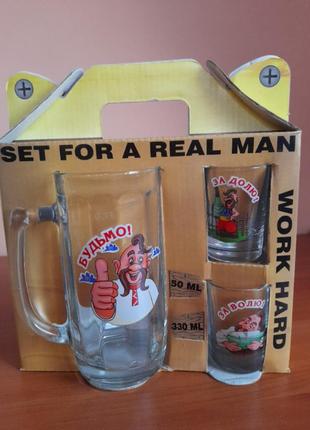 SET FOR A REAL MAN
WORK HARD
БУДЬМО!
ЗА ДОЛЮ!
50 ML
330 ML
ЗА ВОЛЮ!